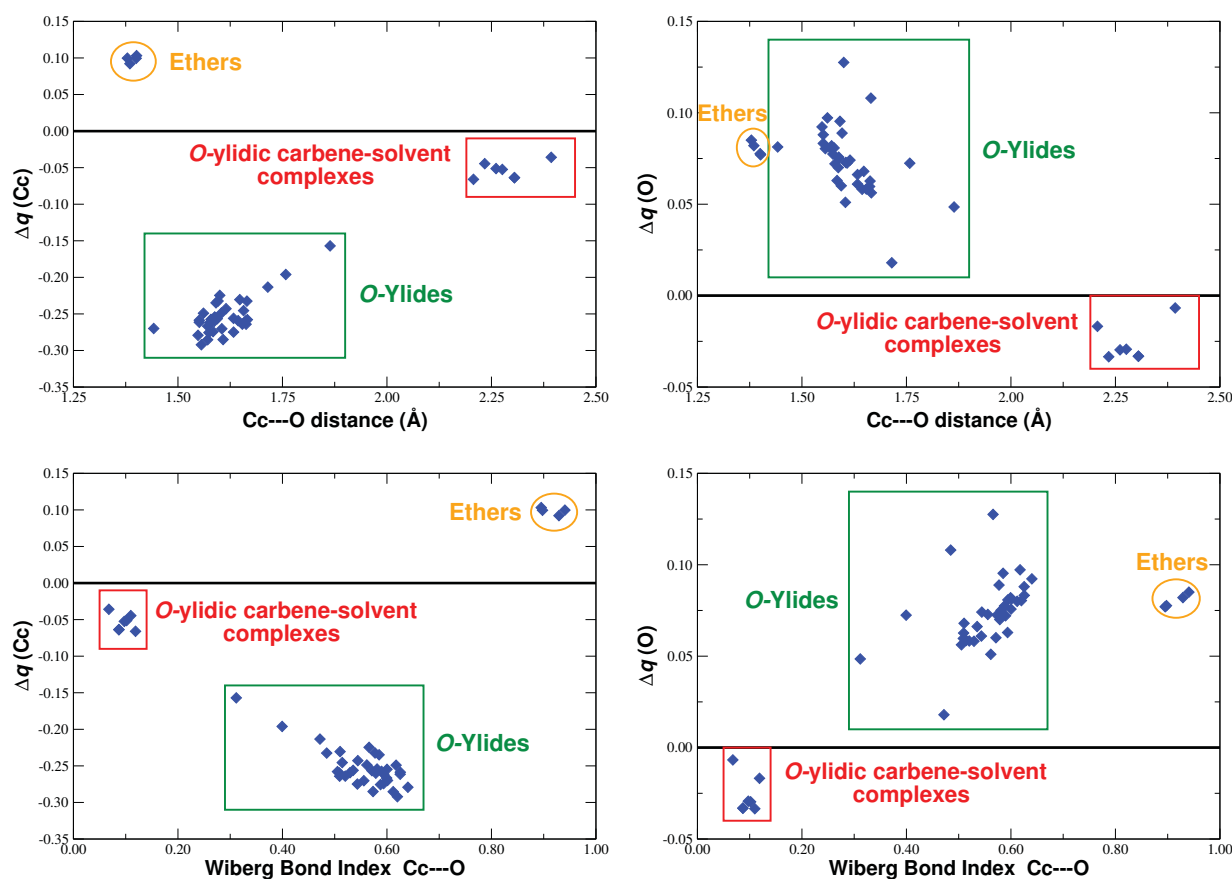 0.15
0.10
0.05
0.00
-0.05
-0.10
-0.15
-0.20
-0.25
-0.30
-0.35
Δq (Cc)
Ethers
O-ylidic carbene-solvent
complexes
O-Ylides
1.25
1.50
1.75
2.00
2.25
2.50
Cc---O distance (Å)
0.15
0.10
0.05
0.00
-0.05
Δq (O)
Ethers
O-Ylides
O-ylidic carbene-solvent
complexes
1.25
1.50
1.75
2.00
2.25
2.50
Cc---O distance (Å)
0.15
0.10
0.05
0.00
-0.05
-0.10
-0.15
-0.20
-0.25
-0.30
-0.35
Δq (Cc)
Ethers
O-ylidic carbene-solvent
complexes
O-Ylides
0.00
0.20
0.40
0.60
0.80
1.00
Wiberg Bond Index Cc---O
0.15
0.10
0.05
0.00
-0.05
Δq (O)
Ethers
O-Ylides
O-ylidic carbene-solvent
complexes
0.00
0.20
0.40
0.60
0.80
1.00
Wiberg Bond Index Cc---O